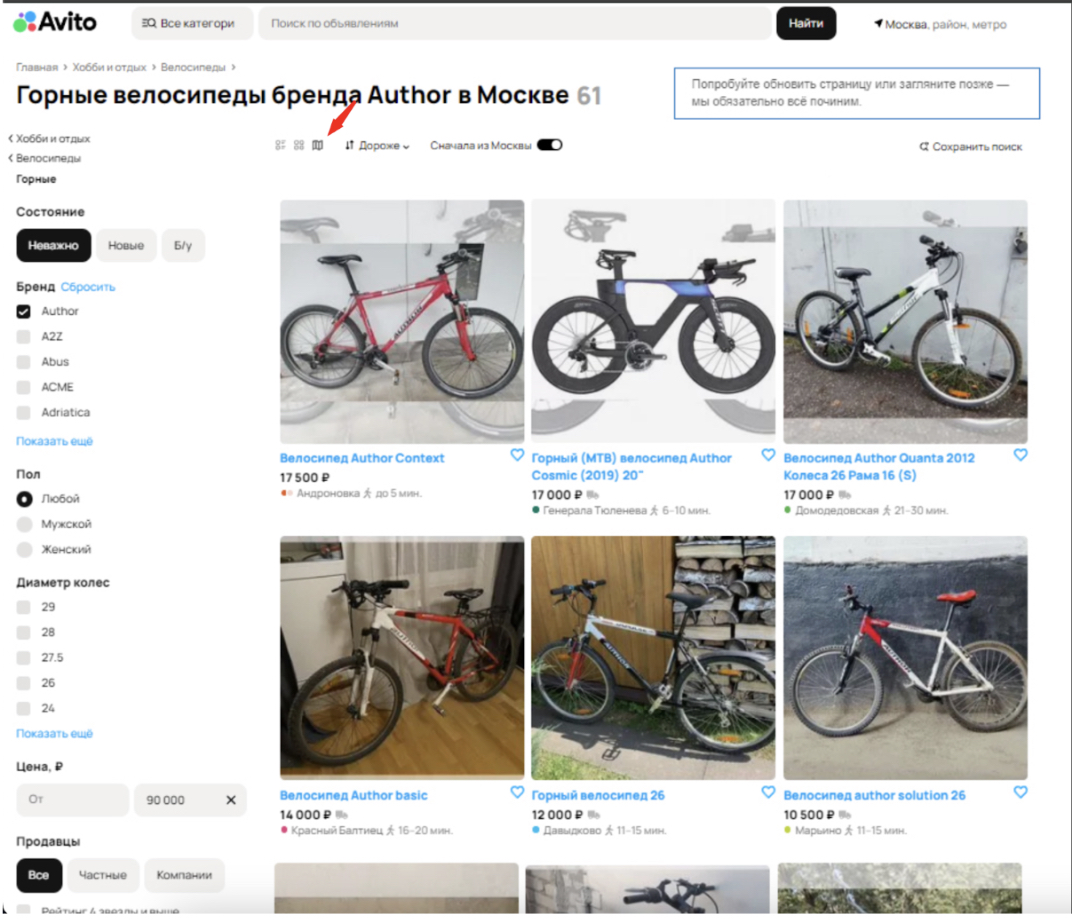 Avito
Все категори
Поиск по объявлениям
Найти
Москва, район, метро
Главная > Хобби и отдых > Велосипеды >
Горные велосипеды бренда Author в Москве 61
Попробуйте обновить страницу или загляните позже —
мы обязательно всё починим.
Хобби и отдых
Велосипеды
Горные
Дороже
Сначала из Москвы
Сохранить поиск
Состояние
Неважно
Новые
Б/у
Бренд Сбросить
Author
A2Z
Abus
ACME
Adriatica
Показать ещё
Пол
Любой
Мужской
Женский
Диаметр колес
29
28
27.5
26
24
Показать ещё
Цена, ₽
От
90 000
Продавцы
Все
Частные
Компании
Рейтинг 4 звезды и выше
Велосипед Author Context
17 500 ₽
Андроновка до 5 мин.
Горный (MTB) велосипед Author
Cosmic (2019) 20"
17 000 ₽
Генерала Тюленева 6–10 мин.
Велосипед Author Quanta 2012
Колеса 26 Рама 16 (S)
17 000 ₽
Домодедовская 21–30 мин.
Велосипед Author basic
14 000 ₽
Красный Балтиец 16–20 мин.
Горный велосипед 26
12 000 ₽
Давыдково 11–15 мин.
Велосипед author solution 26
10 500 ₽
Марьино 11–15 мин.